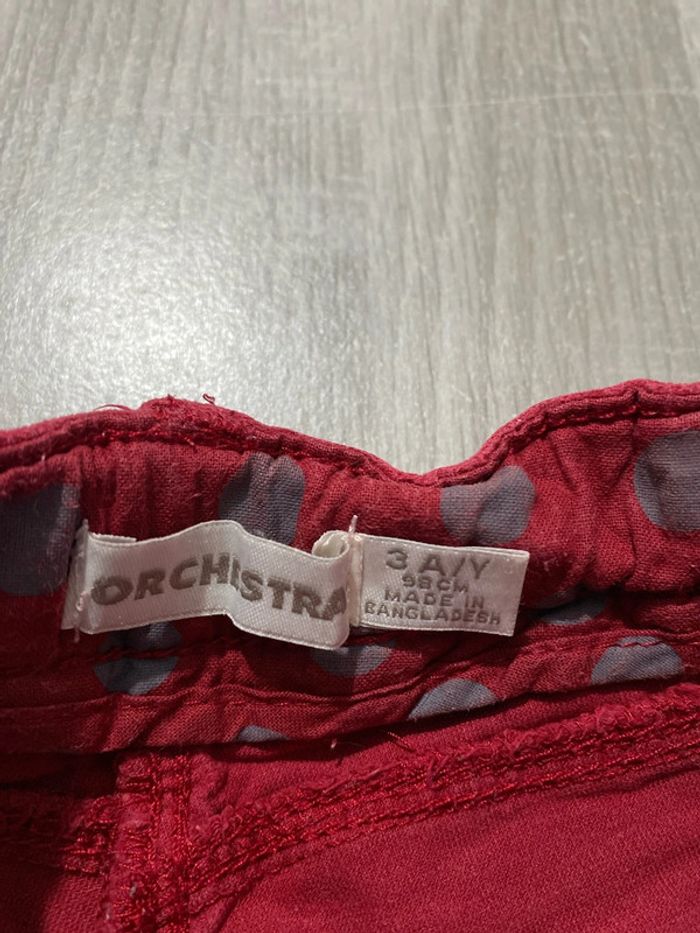 ORCHESTRA
3 A/Y
98CM
MADE IN
BANGLADESH